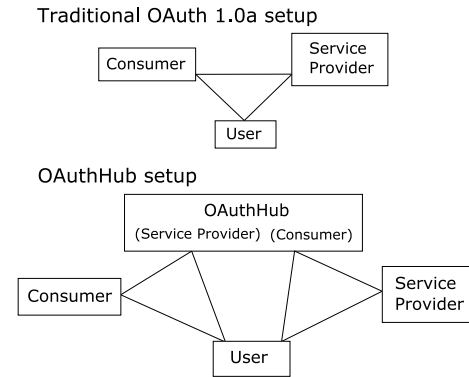 Traditional OAuth 1.0a setup
Consumer
Service
Provider
User
OAuthHub setup
OAuthHub
(Service Provider) (Consumer)
Consumer
Service
Provider
User